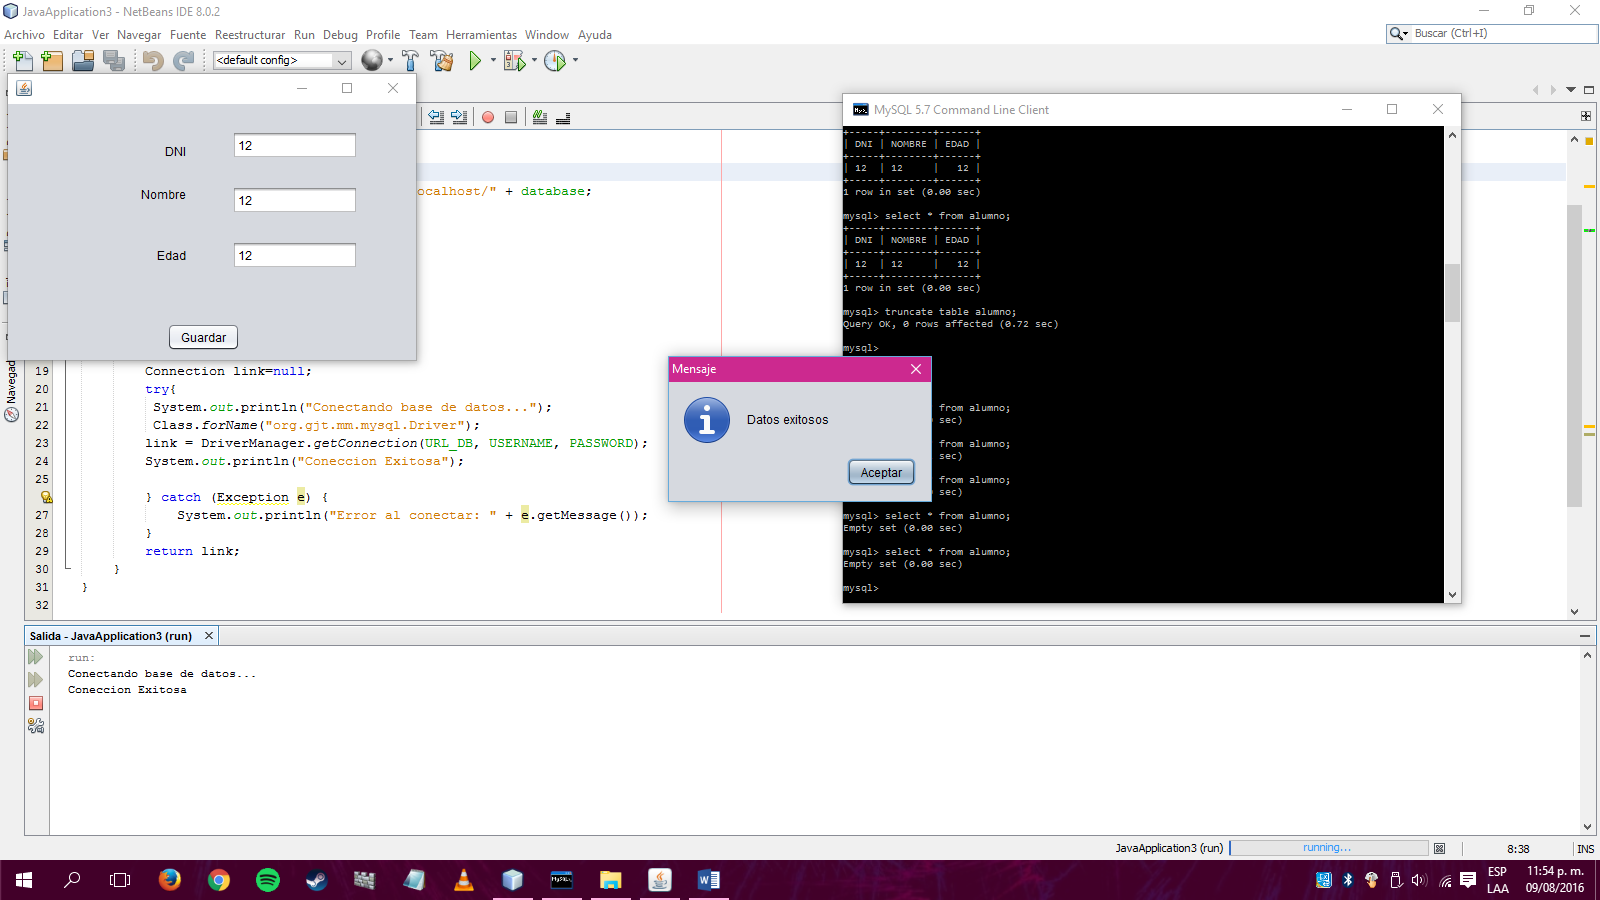 JavaApplication3 - NetBeans IDE 8.0.2
Archivo Editar Ver Navegar Fuente Reestructurar Run Debug Profile Team Herramientas Window Ayuda
Buscar (Ctrl+I)
<default config>
DNI 12
Nombre 12
Edad 12
Guardar
ocalhost/" + database;
Navegad
19 Connection link=null;
20 try{
21 System.out.println("Conectando base de datos...");
22 Class.forName("org.gjt.mm.mysql.Driver");
23 link = DriverManager.getConnection(URL_DB, USERNAME, PASSWORD);
24 System.out.println("Coneccion Exitosa");
25
} catch (Exception e) {
27 System.out.println("Error al conectar: " + e.getMessage());
28 }
29 return link;
30 }
31 }
32
MySQL 5.7 Command Line Client
+-----+--------+------+
| DNI | NOMBRE | EDAD |
+-----+--------+------+
| 12 | 12 | 12 |
+-----+--------+------+
1 row in set (0.00 sec)
mysql> select * from alumno;
+-----+--------+------+
| DNI | NOMBRE | EDAD |
+-----+--------+------+
| 12 | 12 | 12 |
+-----+--------+------+
1 row in set (0.00 sec)
mysql> truncate table alumno;
Query OK, 0 rows affected (0.72 sec)
mysql>
from alumno;
c)
from alumno;
sec)
from alumno;
c)
mysql> select * from alumno;
Empty set (0.00 sec)
mysql> select * from alumno;
Empty set (0.00 sec)
mysql>
Mensaje
Datos exitosos
Aceptar
Salida - JavaApplication3 (run)
run:
Conectando base de datos...
Coneccion Exitosa
JavaApplication3 (run) running... 8:38 INS
ESP
LAA
11:54 p. m.
09/08/2016